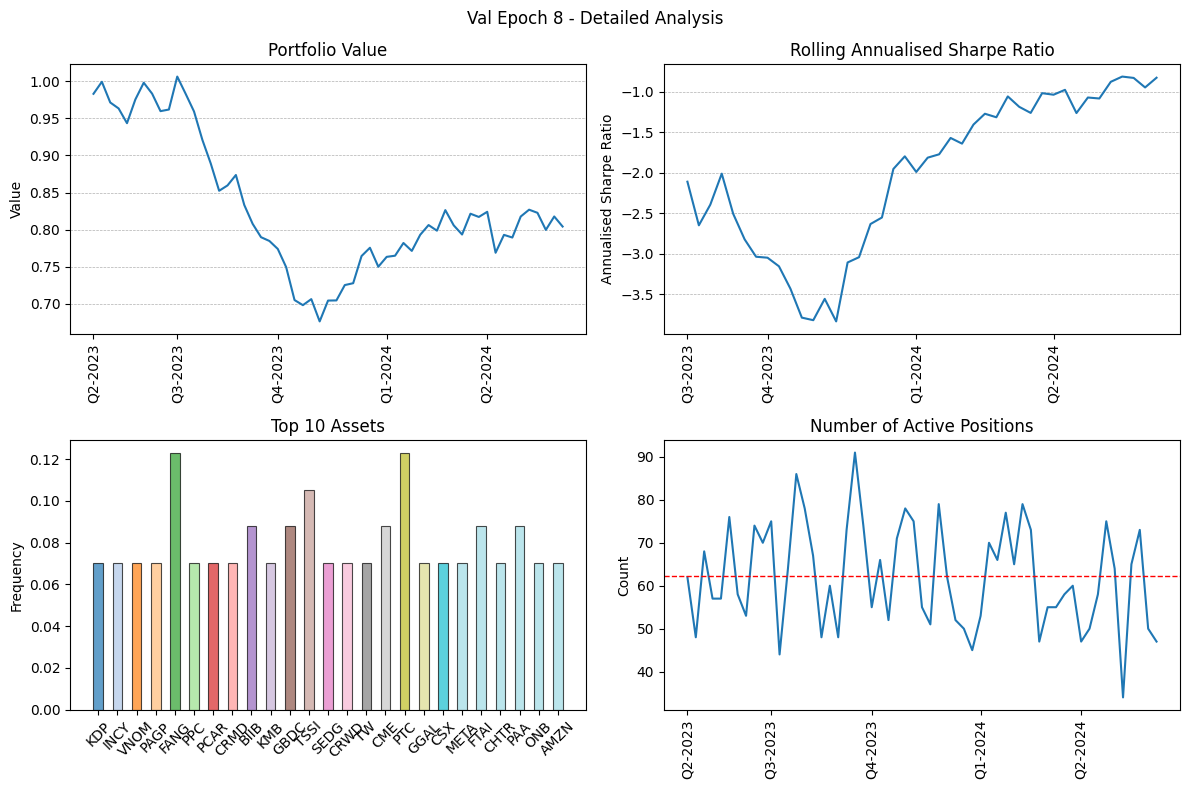 Val Epoch 8 - Detailed Analysis
Portfolio Value
Value
1.00
0.95
0.90
0.85
0.80
0.75
0.70
Q2-2023
Q3-2023
Q4-2023
Q1-2024
Q2-2024
Rolling Annualised Sharpe Ratio
Annualised Sharpe Ratio
−1.0
−1.5
−2.0
−2.5
−3.0
−3.5
Q3-2023
Q4-2023
Q1-2024
Q2-2024
Top 10 Assets
Frequency
0.12
0.10
0.08
0.06
0.04
0.02
0.00
KDP
INCY
VNOM
PAGP
FANG
PPC
PCAR
CRMD
BIIB
KMB
GBDC
TSSI
SEDG
CRWD
TW
CME
PTC
GGAL
CSX
META
FTAI
CHTR
PAA
ONB
AMZN
Number of Active Positions
Count
90
80
70
60
50
40
Q2-2023
Q3-2023
Q4-2023
Q1-2024
Q2-2024